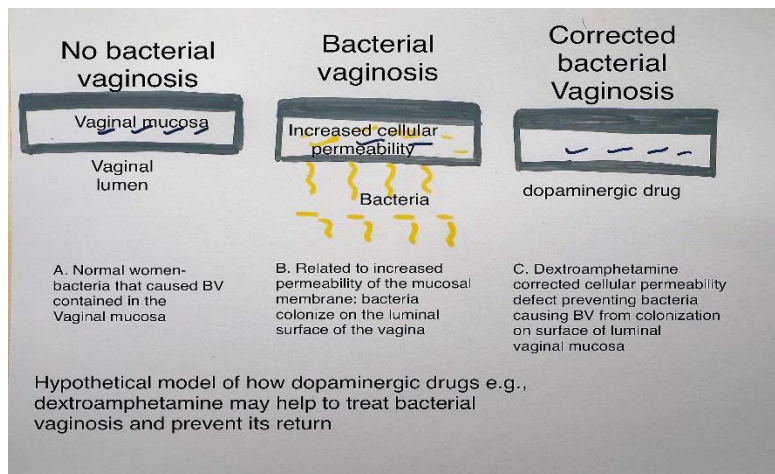 No bacterial
vaginosis
Vaginal mucosa
Vaginal
lumen
A. Normal women-
bacteria that caused BV
contained in the
Vaginal mucosa
Bacterial
vaginosis
Increased cellular
permeability
Bacteria
B. Related to increased
permeability of the mucosal
membrane: bacteria
colonize on the luminal
surface of the vagina
Corrected
bacterial
Vaginosis
dopaminergic drug
C. Dextroamphetamine
corrected cellular permeability
defect preventing bacteria
causing BV from colonization
on surface of luminal
vaginal mucosa
Hypothetical model of how dopaminergic drugs e.g.,
dextroamphetamine may help to treat bacterial
vaginosis and prevent its return